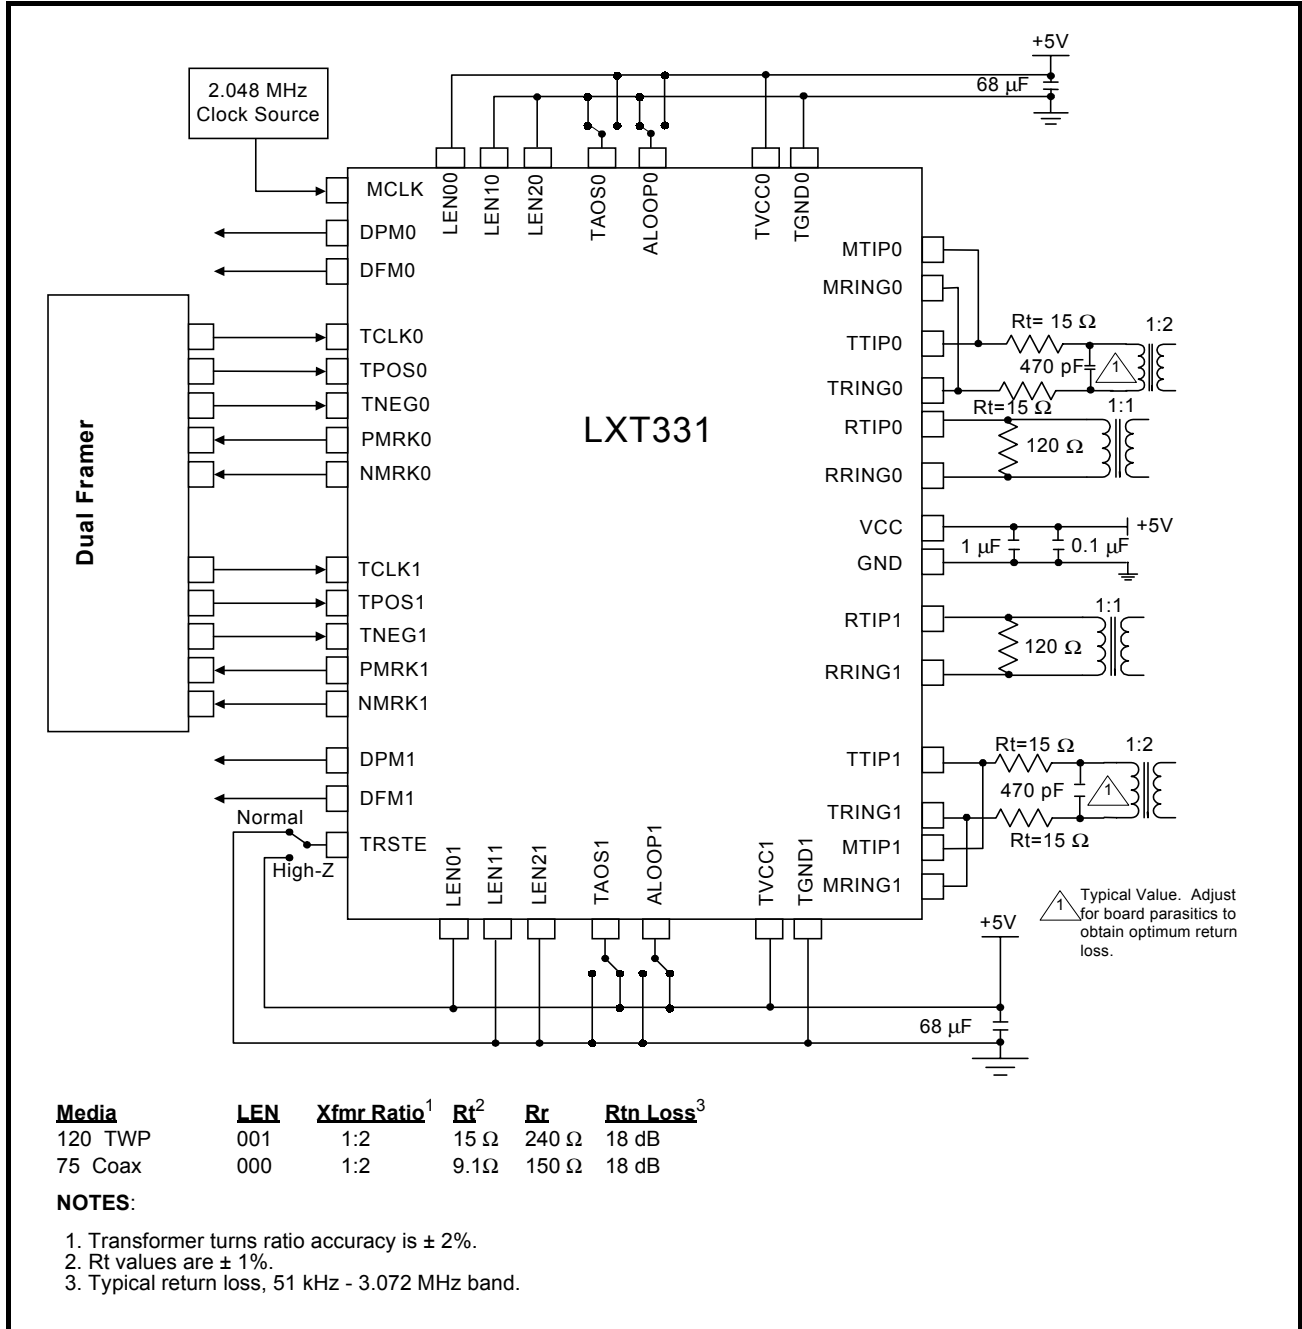 +5V
68 µF
2.048 MHz
Clock Source
LEN00
LEN10
LEN20
TAOS0
ALOOP0
TVCC0
TGND0
MCLK
DPM0
DFM0
MTIP0
MRING0
Rt= 15 Ω
1:2
TTIP0
470 pF
1
TRING0
Rt=15 Ω
1:1
RTIP0
120 Ω
RRING0
Dual Framer
TCLK0
TPOS0
TNEG0
PMRK0
NMRK0
LXT331
VCC
+5V
1 µF
0.1 µF
GND
TCLK1
TPOS1
TNEG1
PMRK1
NMRK1
1:1
RTIP1
120 Ω
RRING1
DPM1
DFM1
Normal
TRSTE
High-Z
Rt=15 Ω
1:2
TTIP1
470 pF
1
TRING1
Rt=15 Ω
MTIP1
MRING1
LEN01
LEN11
LEN21
TAOS1
ALOOP1
TVCC1
TGND1
1
Typical Value. Adjust
for board parasitics to
obtain optimum return
loss.
+5V
68 µF
Media LEN Xfmr Ratio1 Rt2 Rr Rtn Loss3
120 TWP 001 1:2 15 Ω 240 Ω 18 dB
75 Coax 000 1:2 9.1Ω 150 Ω 18 dB
NOTES:
1. Transformer turns ratio accuracy is ± 2%.
2. Rt values are ± 1%.
3. Typical return loss, 51 kHz - 3.072 MHz band.